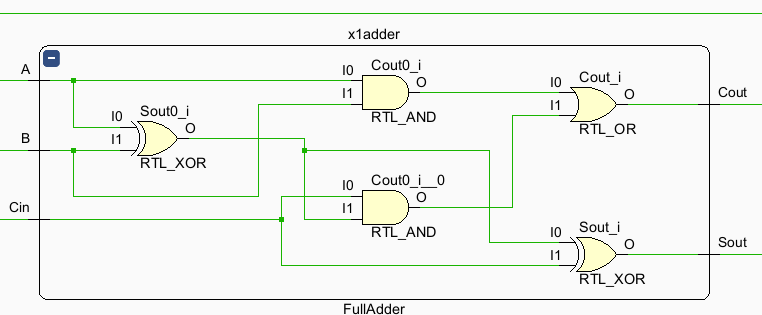 x1adder
A
Cout0_i
I0
O
I1
RTL_AND
Cout_i
I0
O
I1
RTL_OR
Cout
Sout0_i
I0
O
I1
RTL_XOR
B
Cout0_i__0
I0
O
I1
RTL_AND
Cin
Sout_i
I0
O
I1
RTL_XOR
Sout
FullAdder